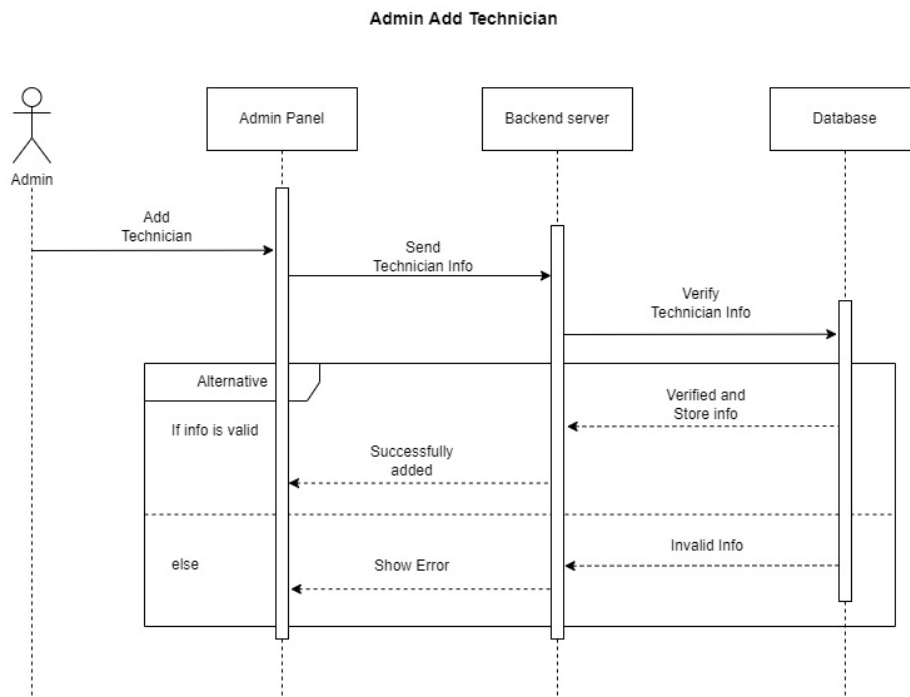 Admin Add Technician
Admin Panel
Backend server
Database
Admin
Add
Technician
Send
Technician Info
Verify
Technician Info
Alternative
Verified and
Store info
If info is valid
Successfully
added
Invalid Info
else
Show Error